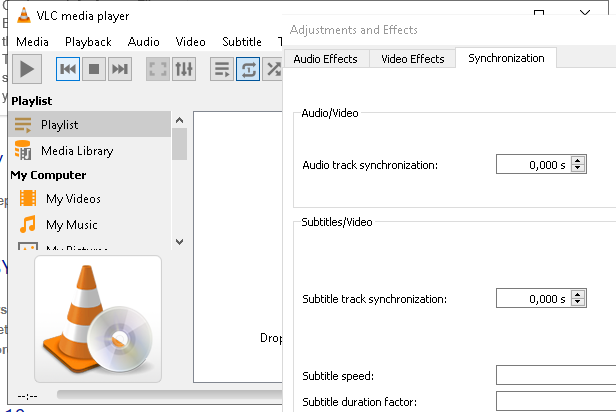 VLC media player
Media Playback Audio Video Subtitle
Playlist
Playlist
Media Library
My Computer
My Videos
My Music
My Pictures
Drop
--:--
Adjustments and Effects
Audio Effects Video Effects Synchronization
Audio/Video
Audio track synchronization: 0,000 s
Subtitles/Video
Subtitle track synchronization: 0,000 s
Subtitle speed:
Subtitle duration factor: